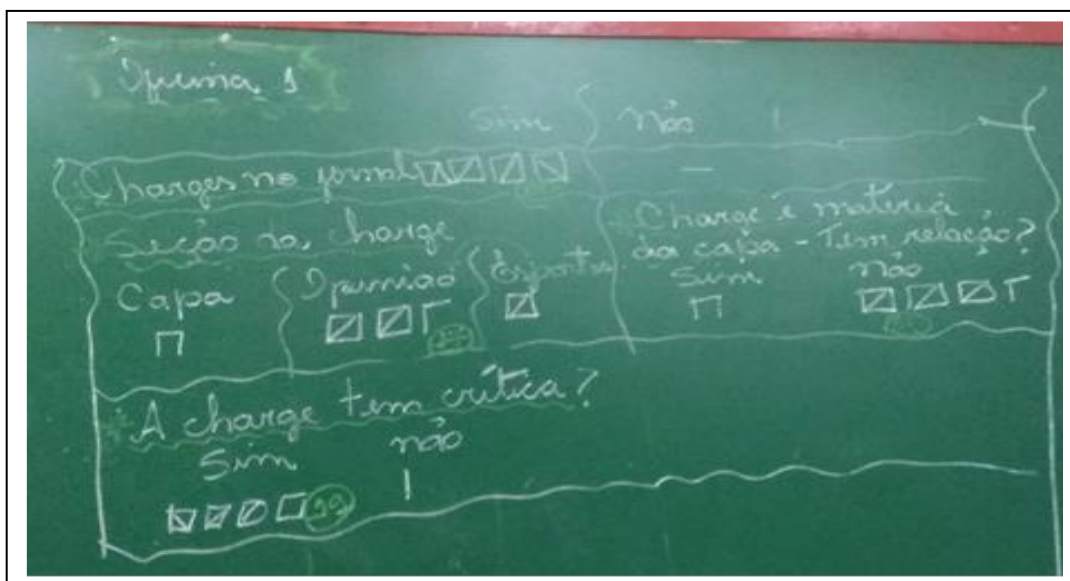 Turma 1
Sim não
Charges no jornal —
Seção da charge
Capa Opinião Esportes
Charge é matéria
da capa - Tem relação?
Sim não
A charge tem crítica?
Sim não
19